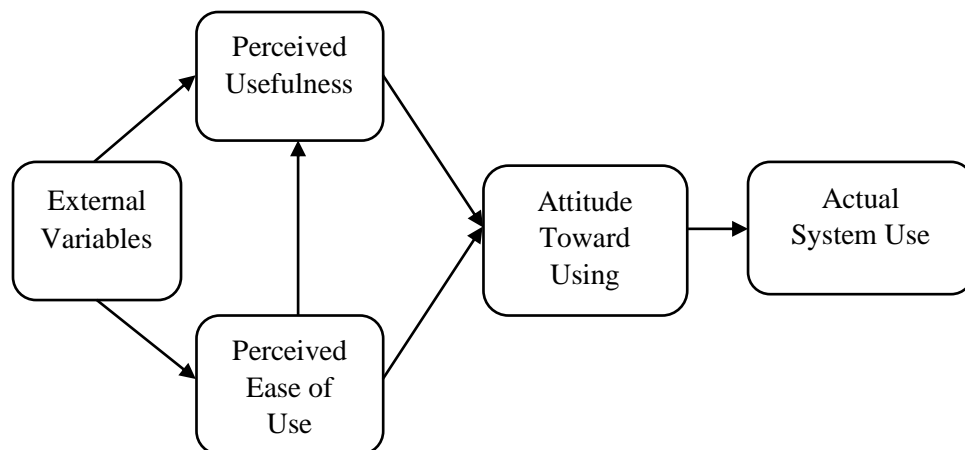 Perceived
Usefulness
External
Variables
Perceived
Ease of
Use
Attitude
Toward
Using
Actual
System Use